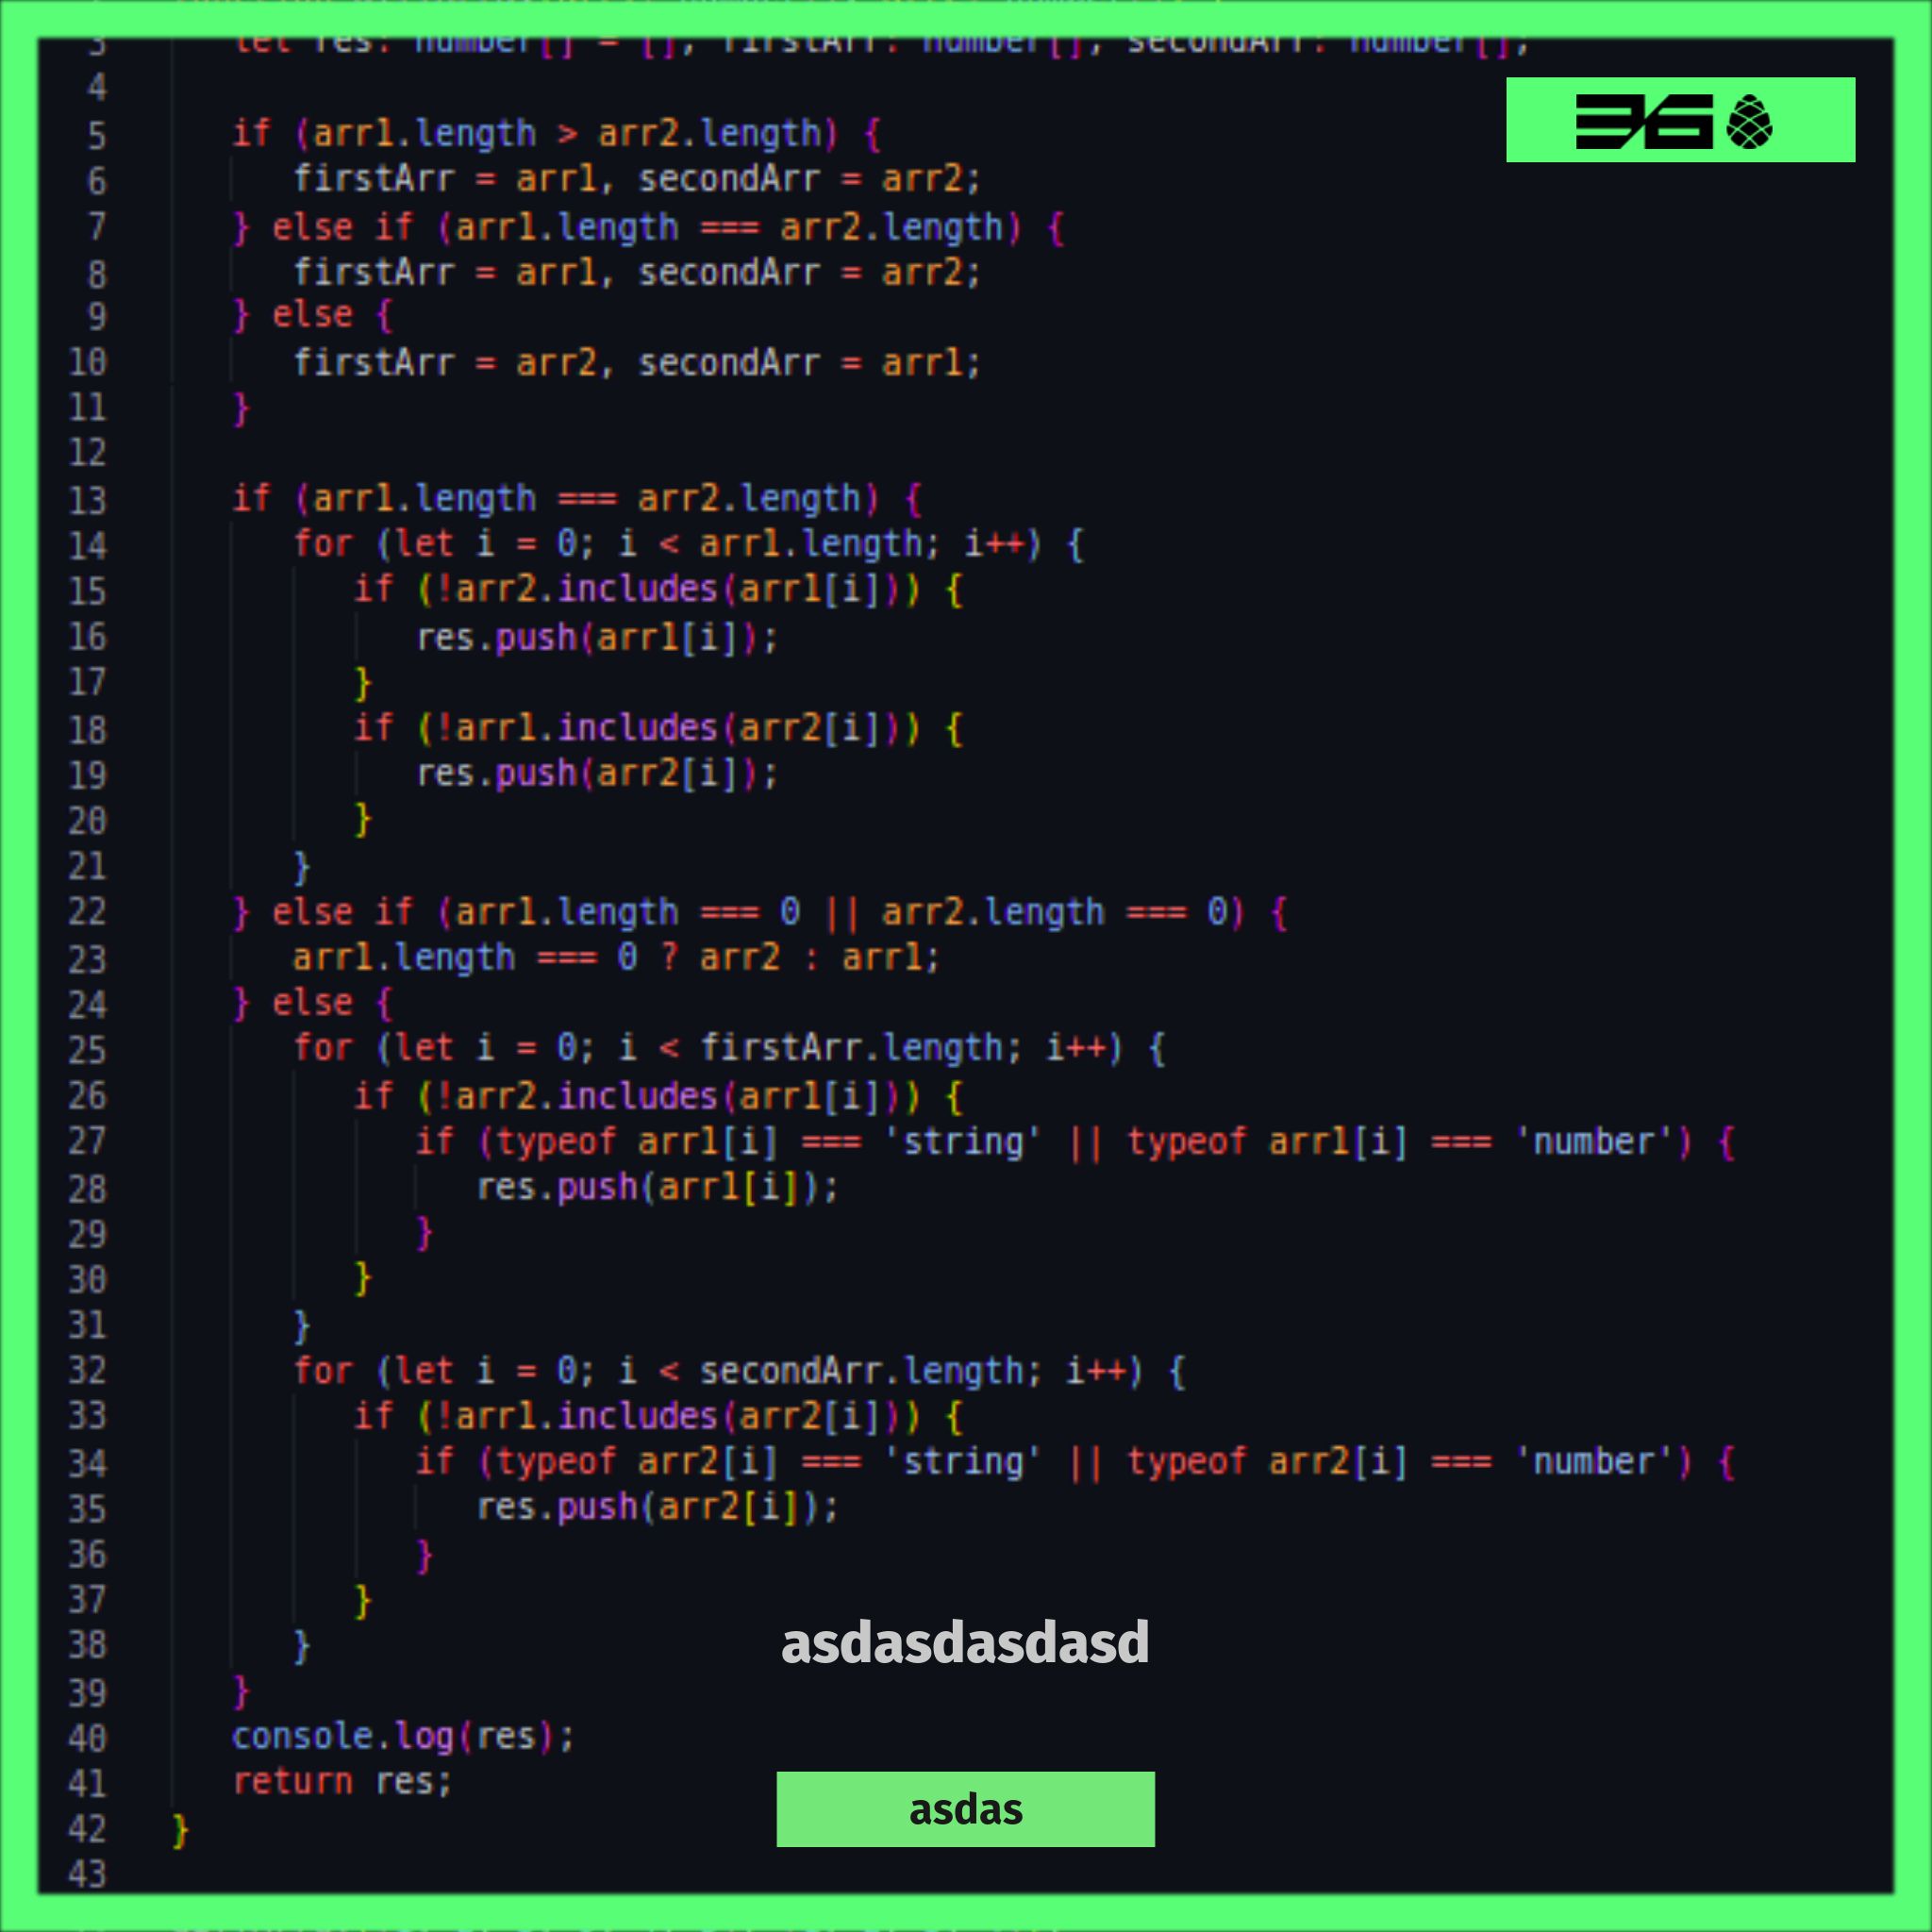 3 let res: number[] = [], firstArr: number[], secondArr: number[];
4
36
5 if (arr1.length > arr2.length) {
6 firstArr = arr1, secondArr = arr2;
7 } else if (arr1.length === arr2.length) {
8 firstArr = arr1, secondArr = arr2;
9 } else {
10 firstArr = arr2, secondArr = arr1;
11 }
12
13 if (arr1.length === arr2.length) {
14 for (let i = 0; i < arr1.length; i++) {
15 if (!arr2.includes(arr1[i])) {
16 res.push(arr1[i]);
17 }
18 if (!arr1.includes(arr2[i])) {
19 res.push(arr2[i]);
20 }
21 }
22 } else if (arr1.length === 0 || arr2.length === 0) {
23 arr1.length === 0 ? arr2 : arr1;
24 } else {
25 for (let i = 0; i < firstArr.length; i++) {
26 if (!arr2.includes(arr1[i])) {
27 if (typeof arr1[i] === 'string' || typeof arr1[i] === 'number') {
28 res.push(arr1[i]);
29 }
30 }
31 }
32 for (let i = 0; i < secondArr.length; i++) {
33 if (!arr1.includes(arr2[i])) {
34 if (typeof arr2[i] === 'string' || typeof arr2[i] === 'number') {
35 res.push(arr2[i]);
36 }
37 }
38 }
asdasdasdasd
39 }
40 console.log(res);
41 return res;
asdas
42 }
43